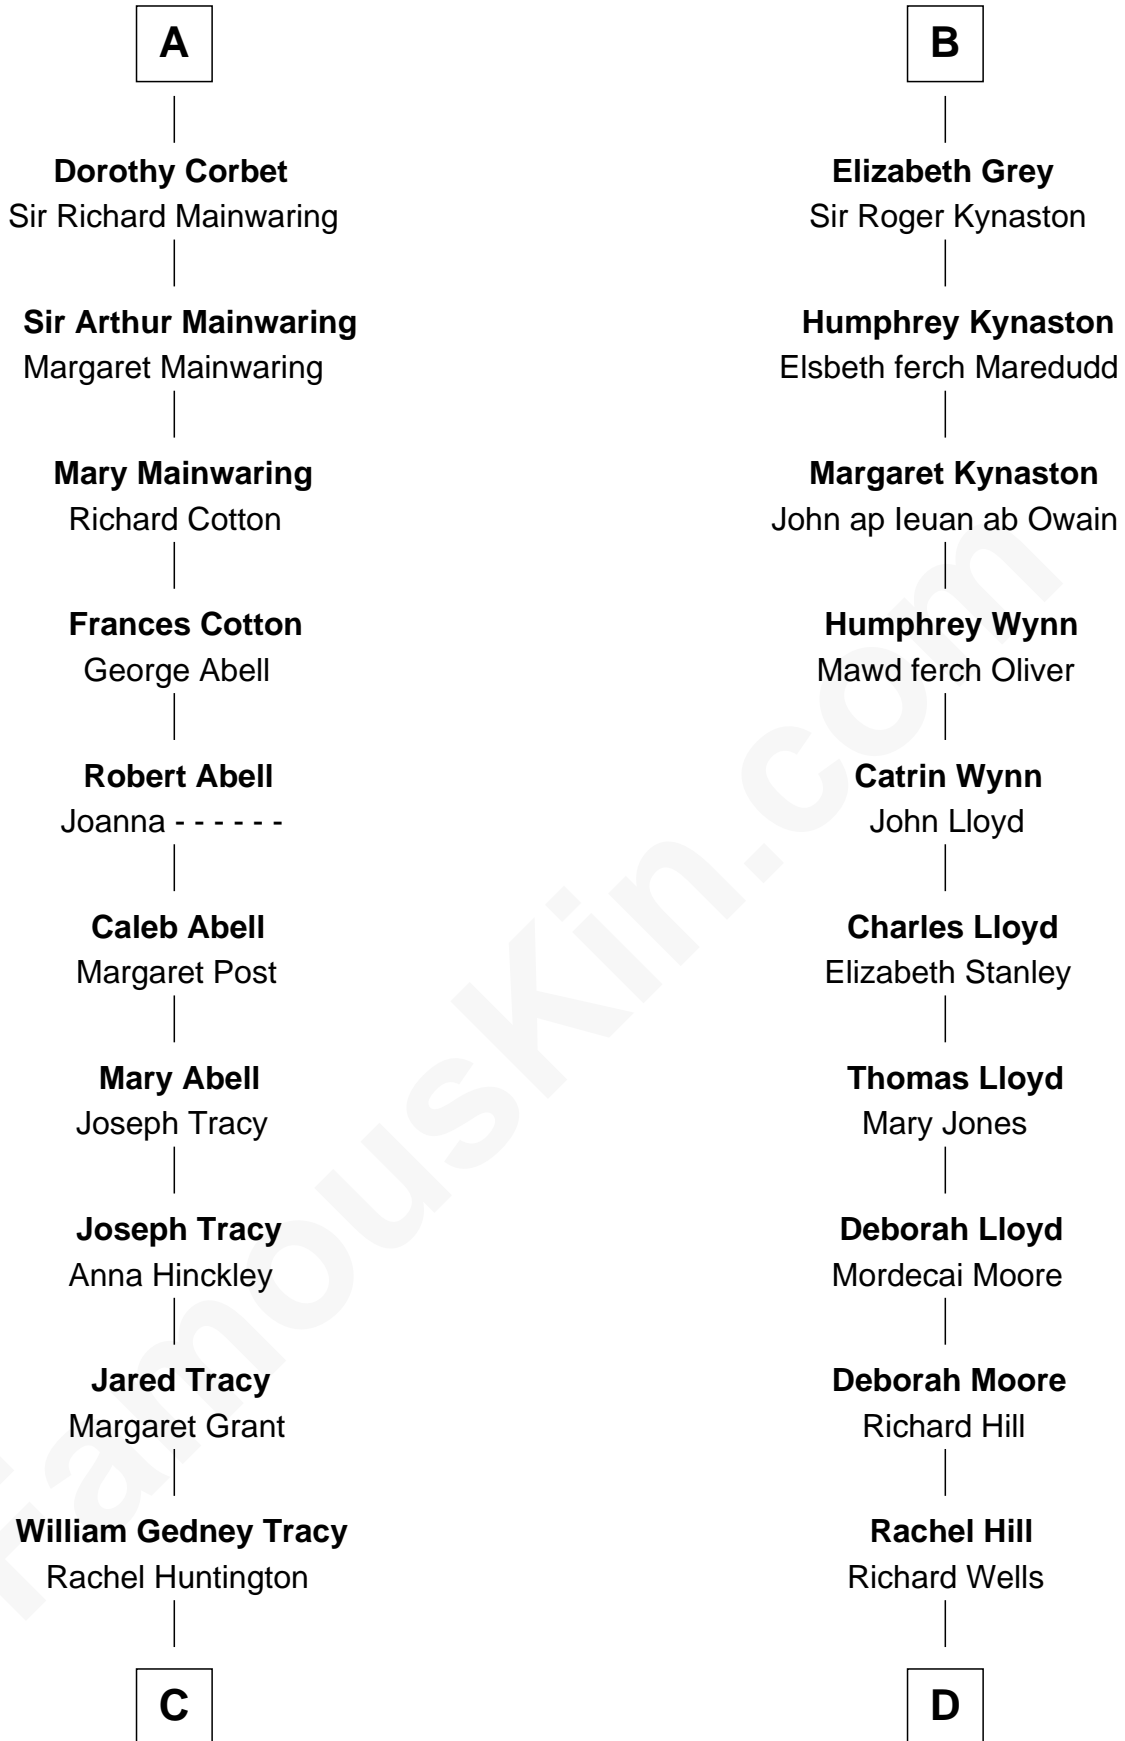 A
Dorothy Corbet
Sir Richard Mainwaring
Sir Arthur Mainwaring
Margaret Mainwaring
Mary Mainwaring
Richard Cotton
Frances Cotton
George Abell
Robert Abell
Joanna - - - - - -
Caleb Abell
Margaret Post
Mary Abell
Joseph Tracy
Joseph Tracy
Anna Hinckley
Jared Tracy
Margaret Grant
William Gedney Tracy
Rachel Huntington
C
B
Elizabeth Grey
Sir Roger Kynaston
Humphrey Kynaston
Elsbeth ferch Maredudd
Margaret Kynaston
John ap Ieuan ab Owain
Humphrey Wynn
Mawd ferch Oliver
Catrin Wynn
John Lloyd
Charles Lloyd
Elizabeth Stanley
Thomas Lloyd
Mary Jones
Deborah Lloyd
Mordecai Moore
Deborah Moore
Richard Hill
Rachel Hill
Richard Wells
D
FamousKin.com